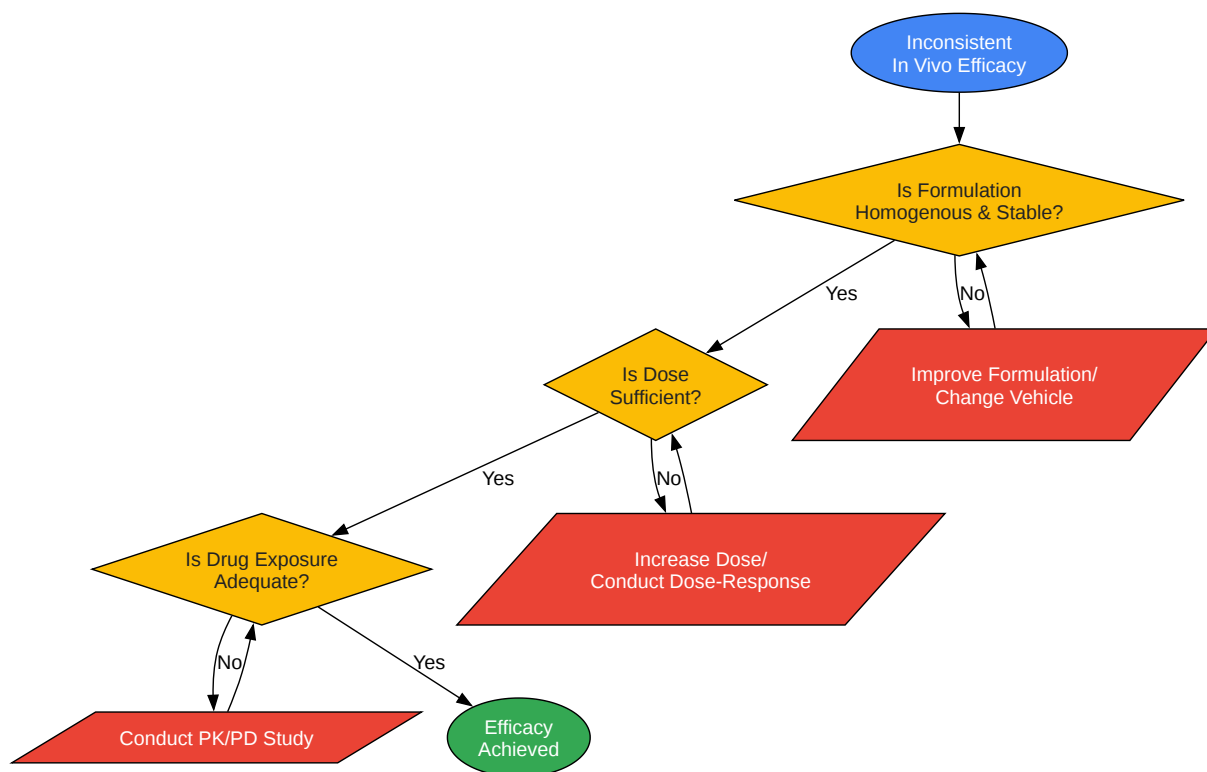 Inconsistent
In Vivo Efficacy
Is Formulation
Homogenous & Stable?
Yes
No
Improve Formulation/
Change Vehicle
Is Dose
Sufficient?
Yes
No
Increase Dose/
Conduct Dose-Response
Is Drug Exposure
Adequate?
No
Yes
Conduct PK/PD Study
Efficacy
Achieved